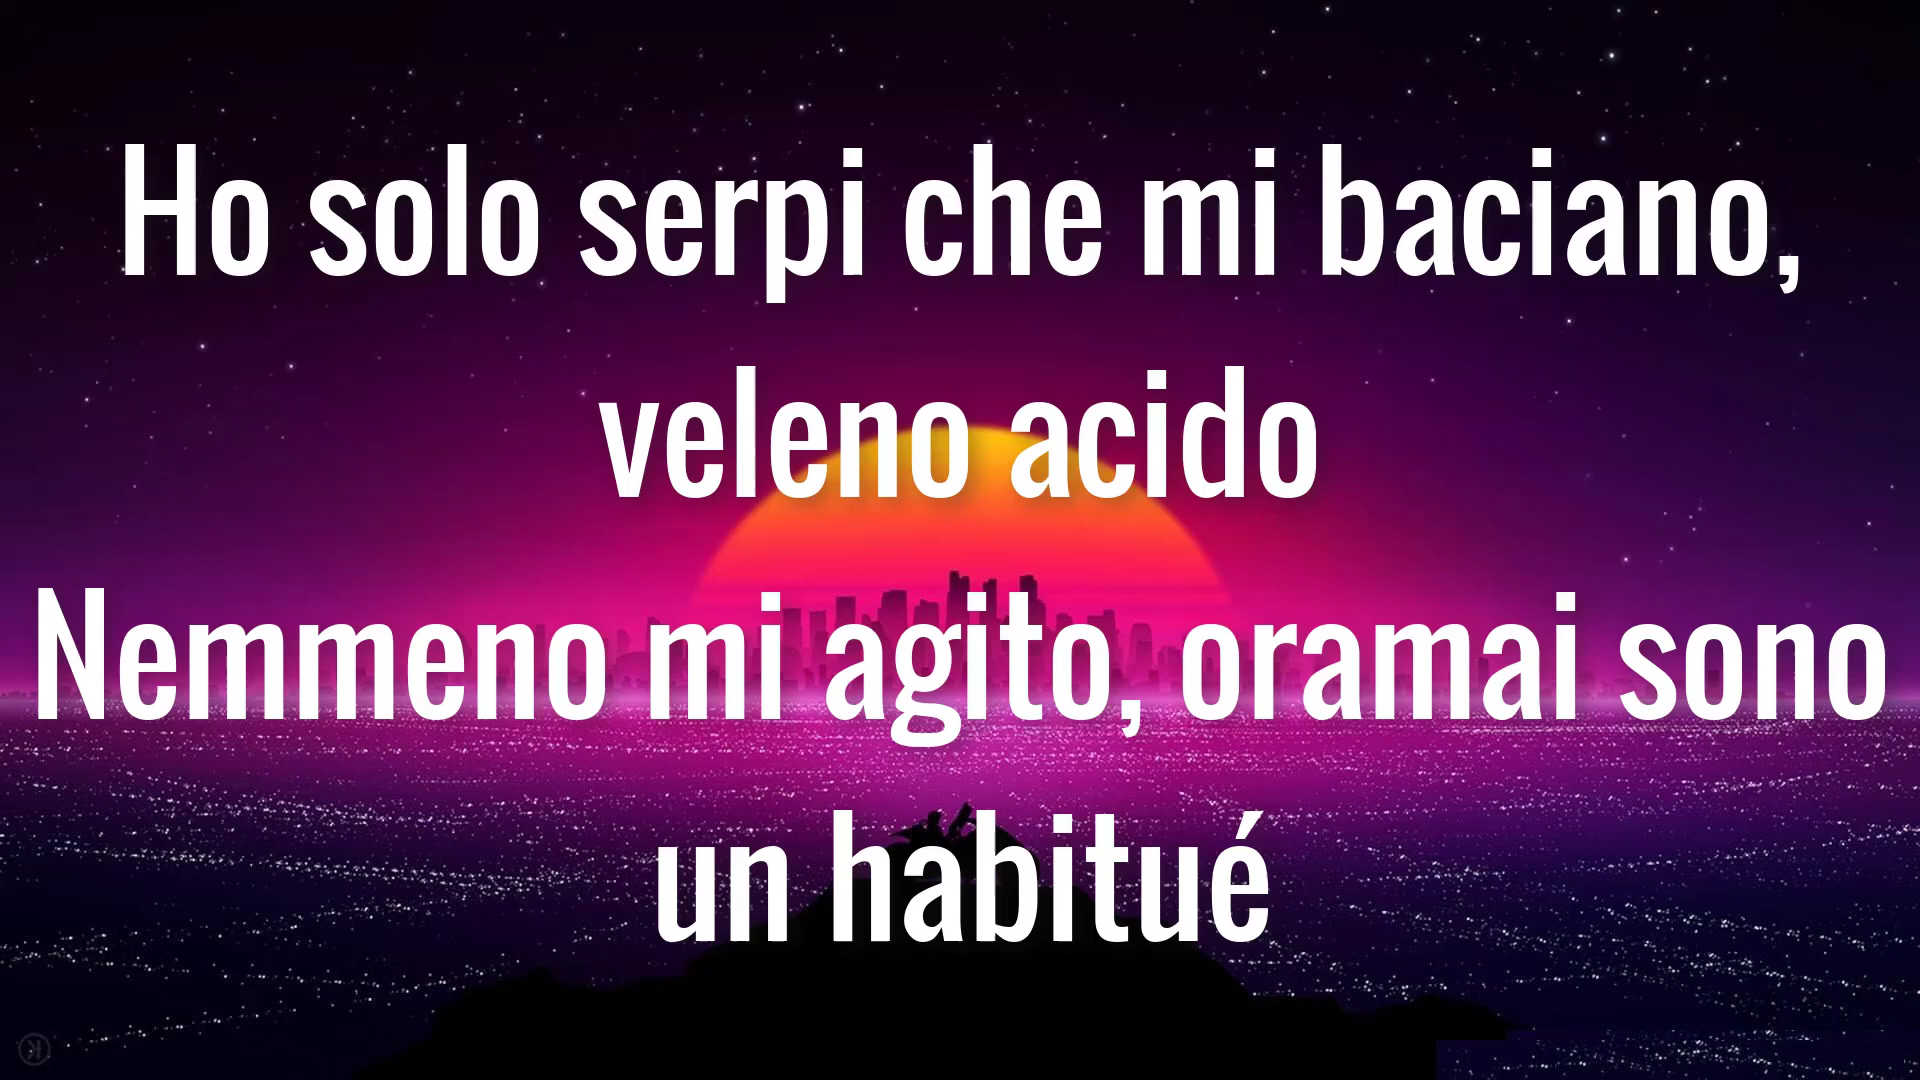 Ho solo serpi che mi baciano,
veleno acido
Nemmeno mi agito, oramai sono
un habitué